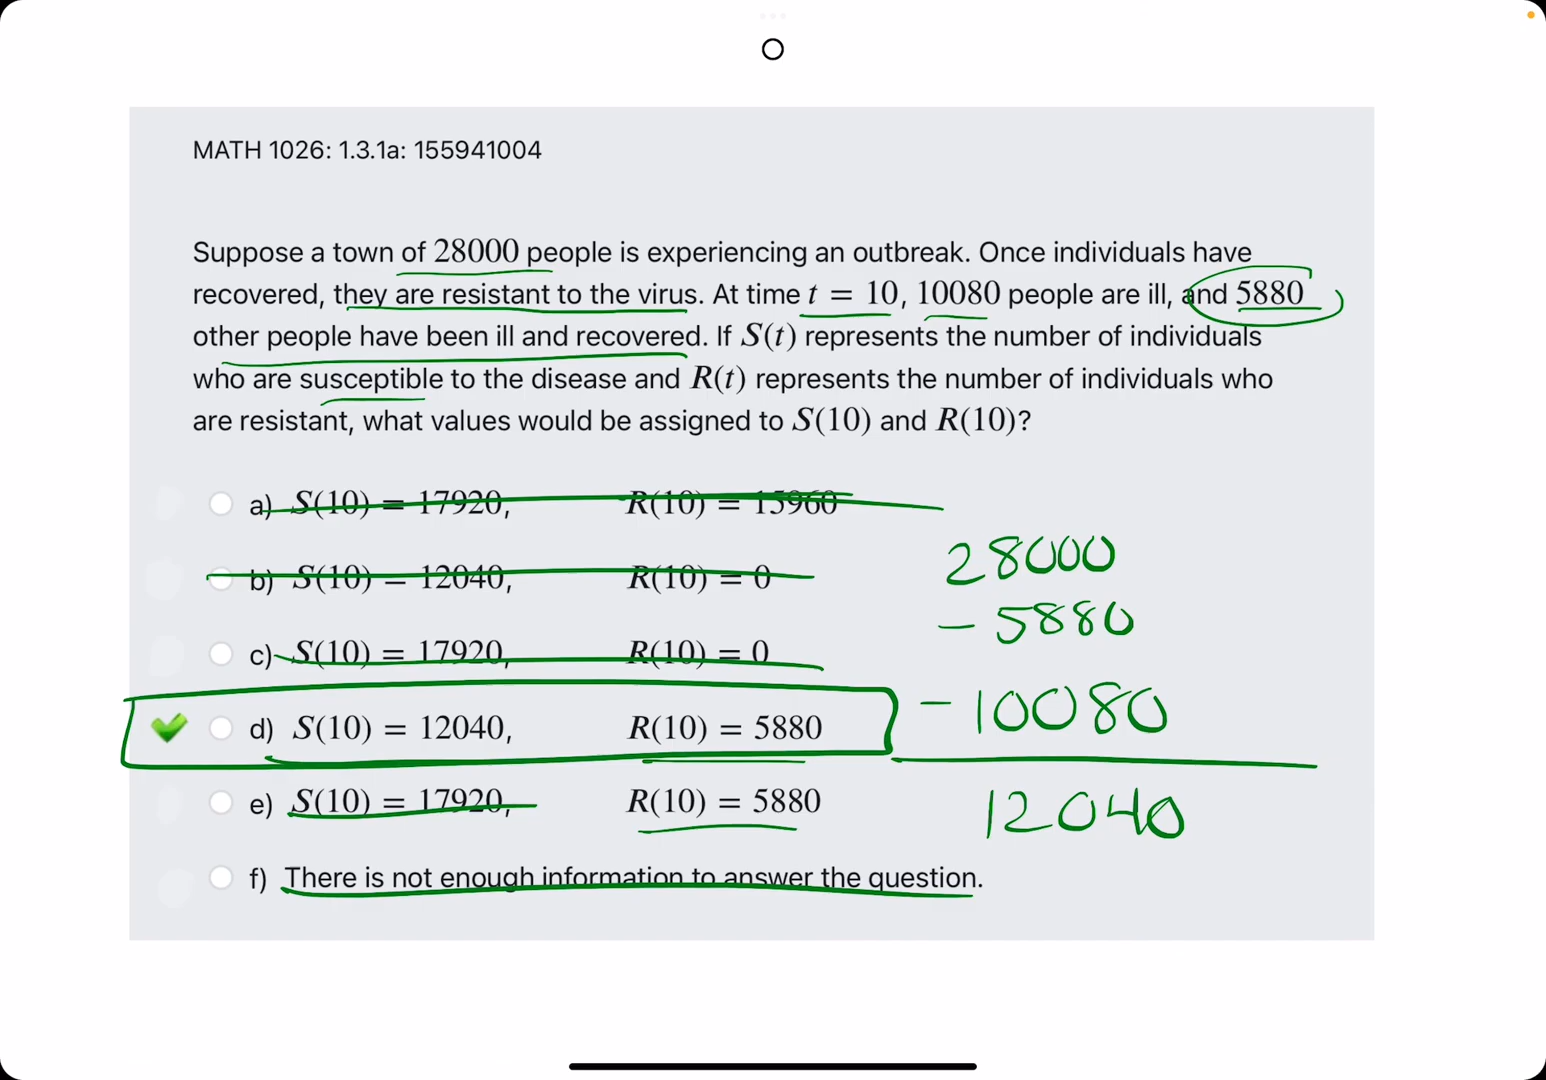 MATH 1026: 1.3.1a: 155941004
Suppose a town of 28000 people is experiencing an outbreak. Once individuals have
recovered, they are resistant to the virus. At time t = 10, 10080 people are ill, and 5880
other people have been ill and recovered. If S(t) represents the number of individuals
who are susceptible to the disease and R(t) represents the number of individuals who
are resistant, what values would be assigned to S(10) and R(10)?
a) S(10) = 17920, R(10) = 15960
b) S(10) = 12040, R(10) = 0
c) S(10) = 17920, R(10) = 0
d) S(10) = 12040, R(10) = 5880
e) S(10) = 17920, R(10) = 5880
f) There is not enough information to answer the question.
28000
- 5880
- 10080
12040